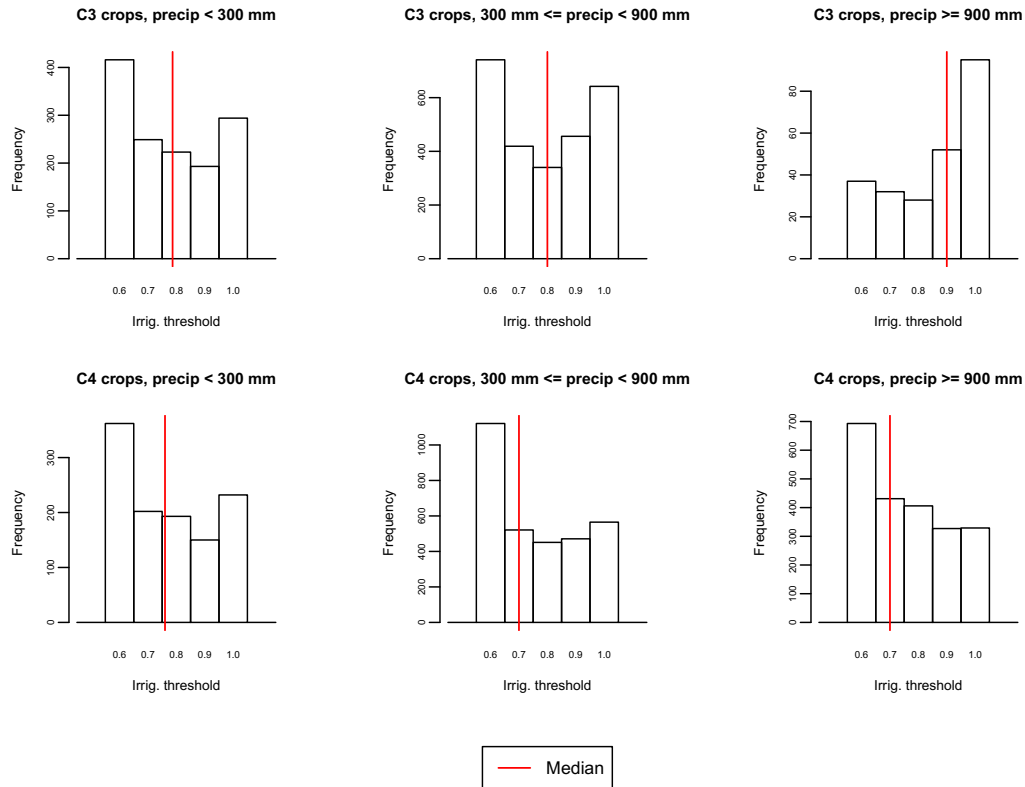 C3 crops, precip < 300 mm
Frequency
0 100 200 300 400
0.6 0.7 0.8 0.9 1.0
Irrig. threshold
C3 crops, 300 mm <= precip < 900 mm
Frequency
0 200 400 600
0.6 0.7 0.8 0.9 1.0
Irrig. threshold
C3 crops, precip >= 900 mm
Frequency
0 20 40 60 80
0.6 0.7 0.8 0.9 1.0
Irrig. threshold
C4 crops, precip < 300 mm
Frequency
0 100 200 300
0.6 0.7 0.8 0.9 1.0
Irrig. threshold
C4 crops, 300 mm <= precip < 900 mm
Frequency
0 200 400 600 800 1000
0.6 0.7 0.8 0.9 1.0
Irrig. threshold
C4 crops, precip >= 900 mm
Frequency
0 100 200 300 400 500 600 700
0.6 0.7 0.8 0.9 1.0
Irrig. threshold
Median